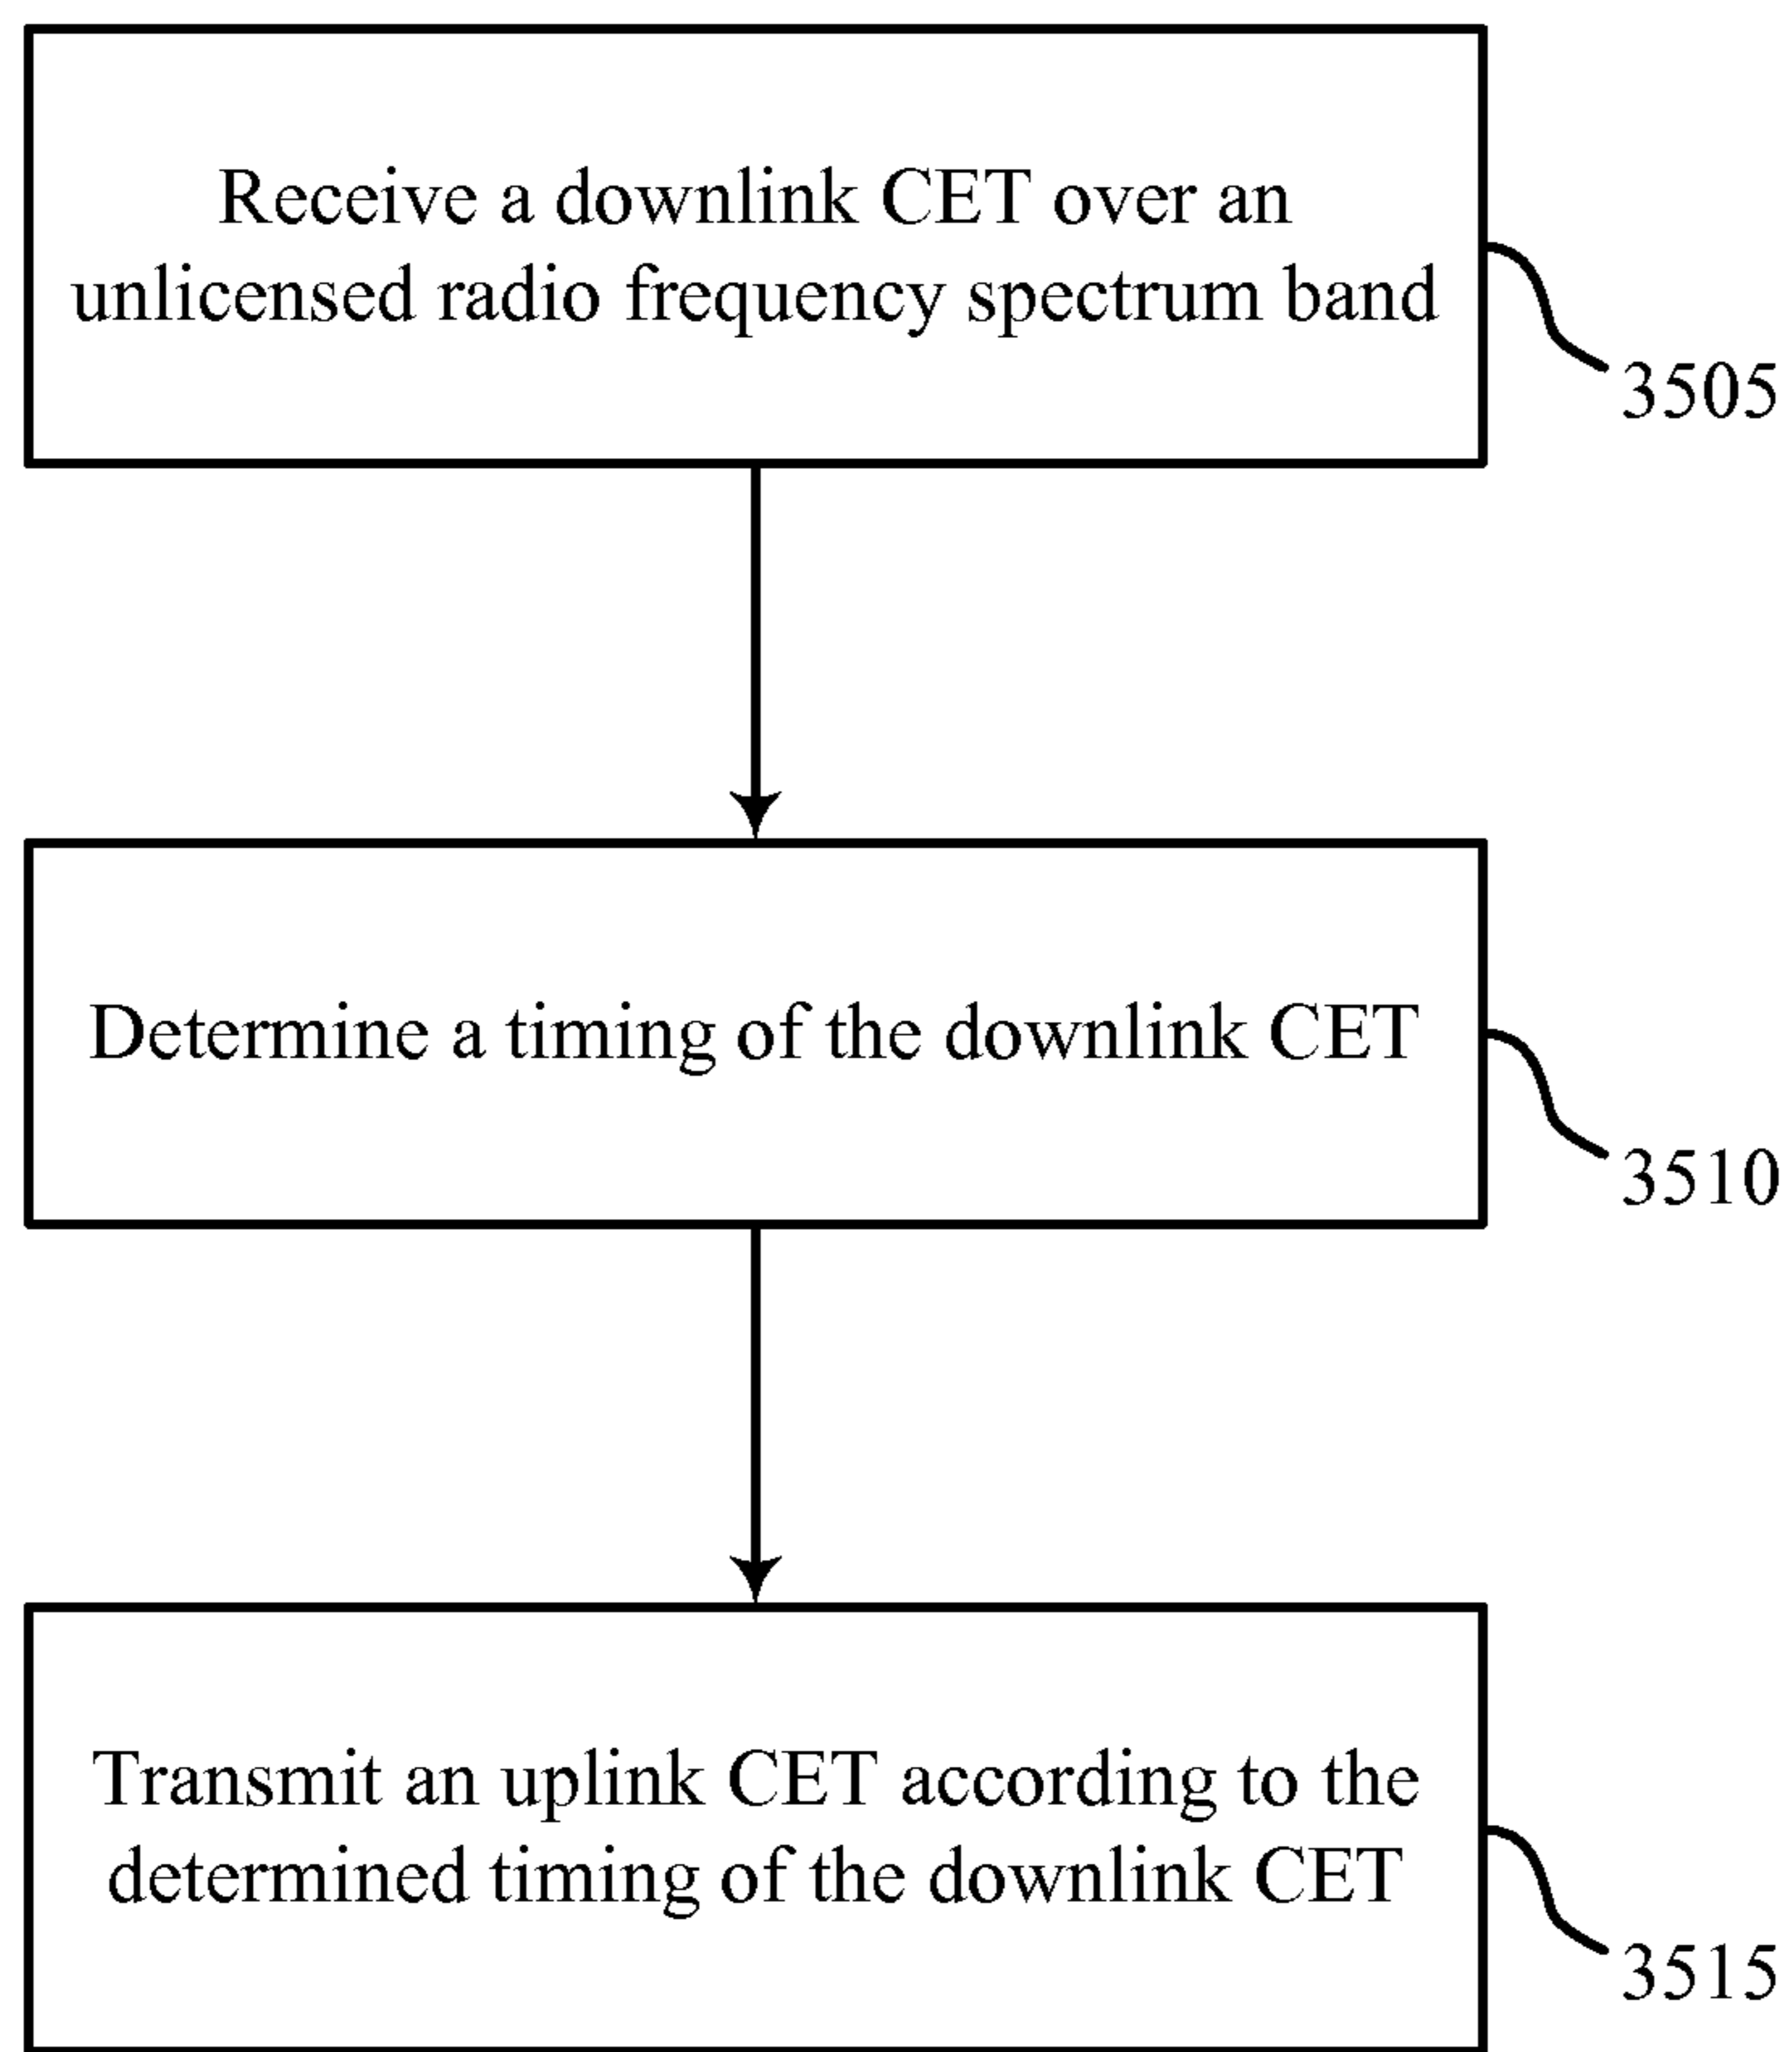 Receive a downlink CET over an
unlicensed radio frequency spectrum band
3505
Determine a timing of the downlink CET
3510
Transmit an uplink CET according to the
determined timing of the downlink CET
3515